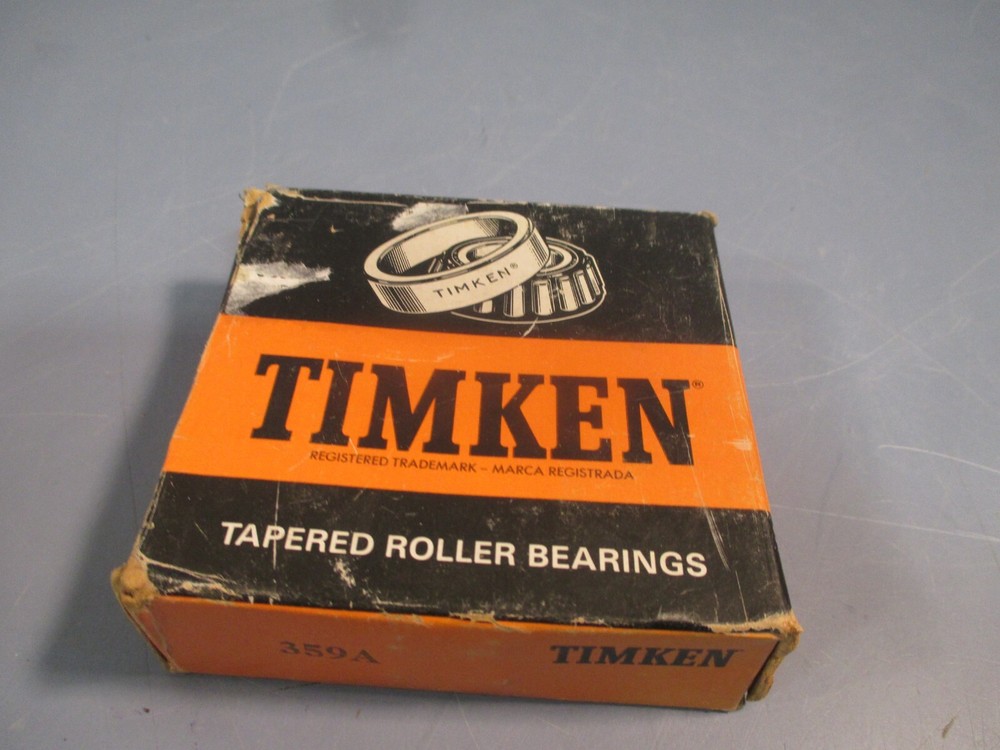 TIMKEN®
TIMKEN®
REGISTERED TRADEMARK – MARCA REGISTRADA
TAPERED ROLLER BEARINGS
359A TIMKEN